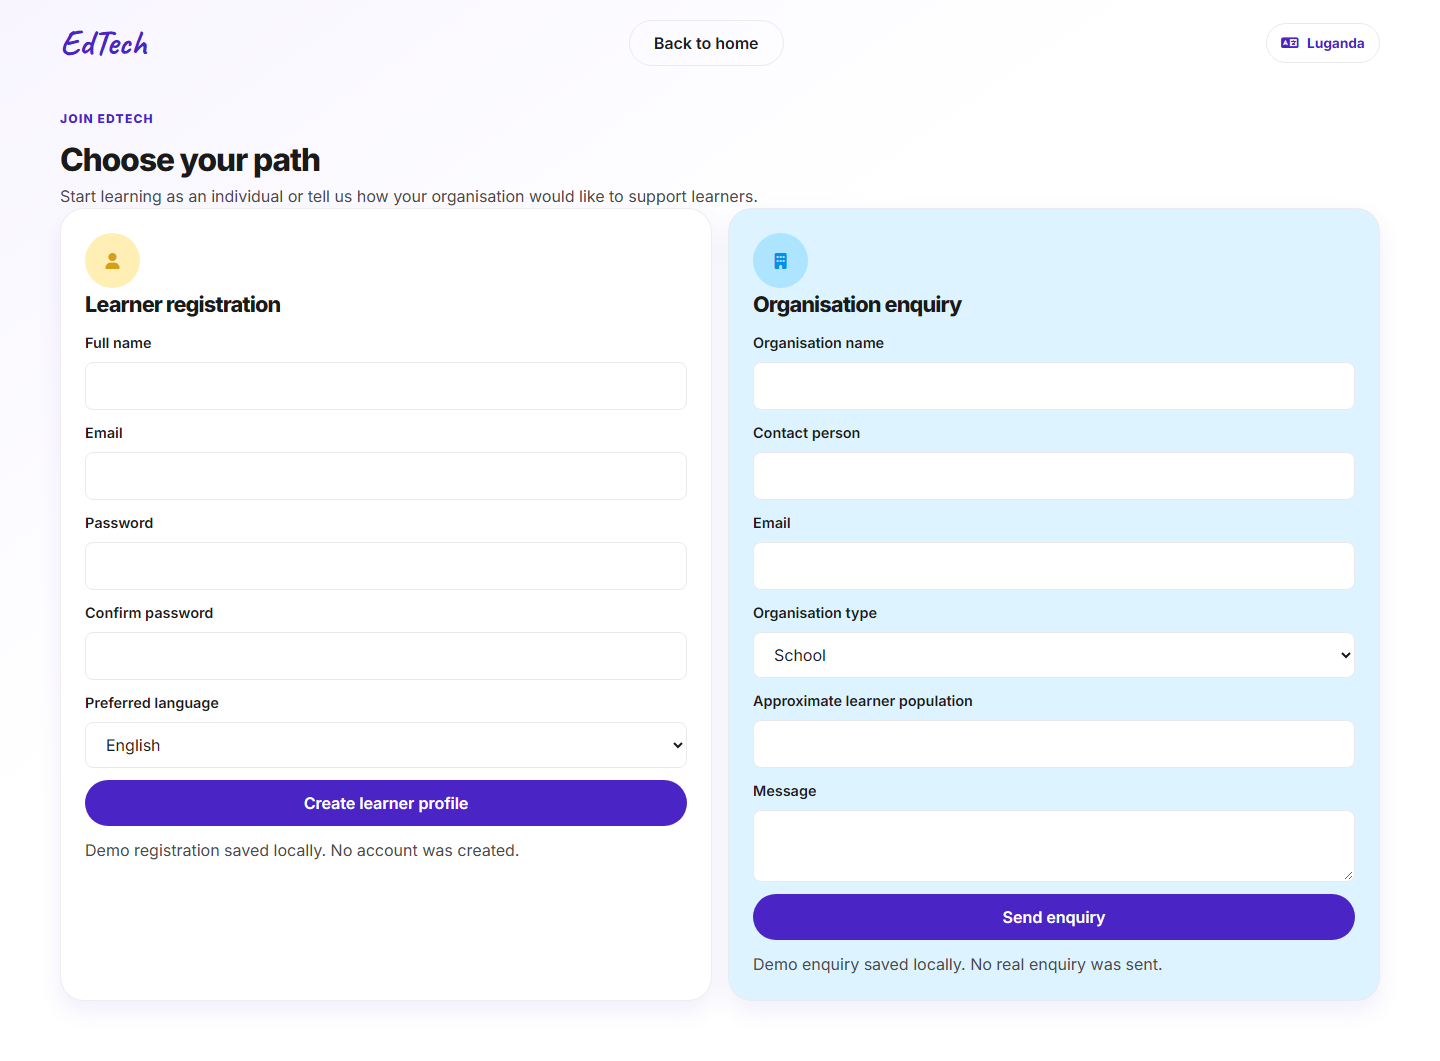 EdTech
Back to home
Luganda
JOIN EDTECH
Choose your path
Start learning as an individual or tell us how your organisation would like to support learners.
Learner registration
Full name
Email
Password
Confirm password
Preferred language
English
Create learner profile
Demo registration saved locally. No account was created.
Organisation enquiry
Organisation name
Contact person
Email
Organisation type
School
Approximate learner population
Message
Send enquiry
Demo enquiry saved locally. No real enquiry was sent.